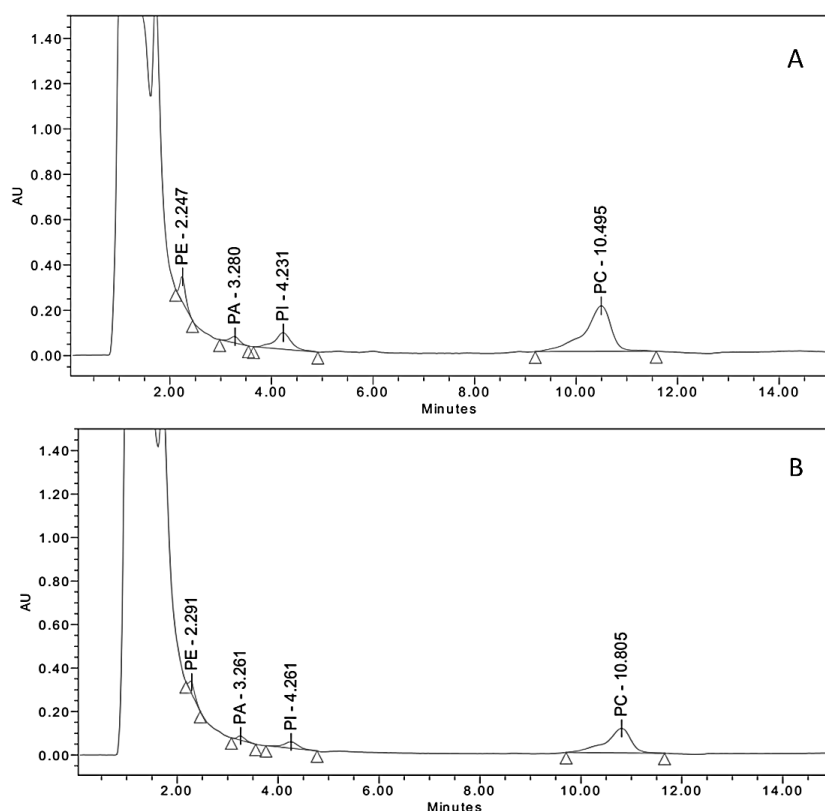 A
AU
1.40
1.20
1.00
0.80
0.60
0.40
0.20
0.00
PE - 2.247
PA - 3.280
PI - 4.231
PC - 10.495
2.00 4.00 6.00 8.00 10.00 12.00 14.00
Minutes
B
AU
1.40
1.20
1.00
0.80
0.60
0.40
0.20
0.00
PE - 2.291
PA - 3.261
PI - 4.261
PC - 10.805
2.00 4.00 6.00 8.00 10.00 12.00 14.00
Minutes